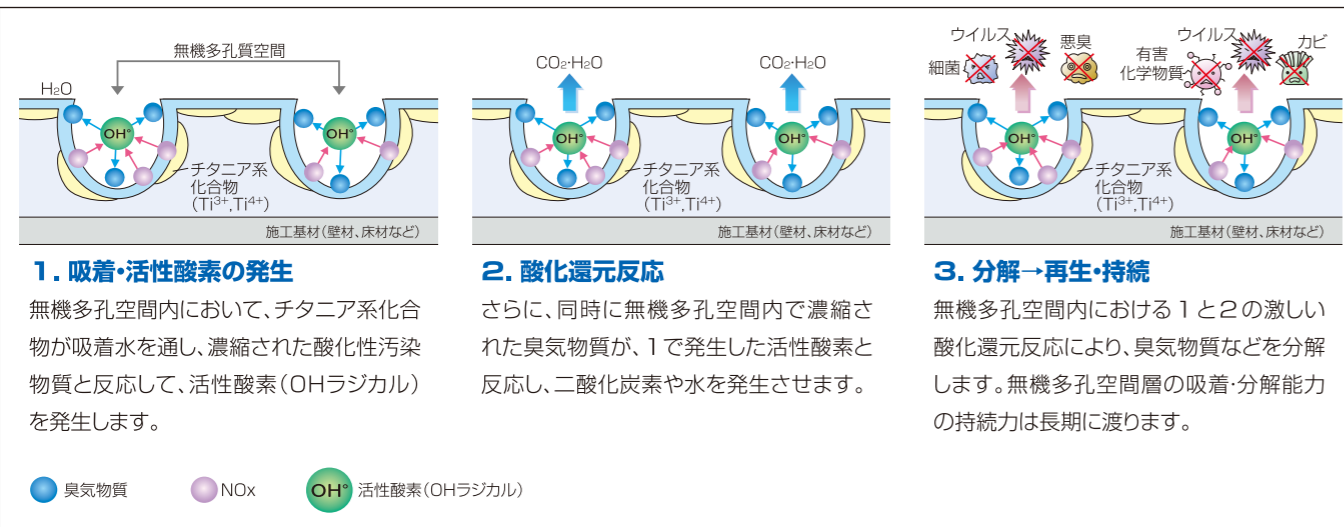 無機多孔質空間
H₂O
OH°
OH°
チタニア系
化合物
(Ti³⁺,Ti⁴⁺)
施工基材(壁材、床材など)
1. 吸着・活性酸素の発生
無機多孔空間内において、チタニア系化合
物が吸着水を通し、濃縮された酸化性汚染
物質と反応して、活性酸素(OHラジカル)
を発生します。
CO₂·H₂O
CO₂·H₂O
OH°
OH°
チタニア系
化合物
(Ti³⁺,Ti⁴⁺)
施工基材(壁材、床材など)
2. 酸化還元反応
さらに、同時に無機多孔空間内で濃縮さ
れた臭気物質が、1で発生した活性酸素と
反応し、二酸化炭素や水を発生させます。
ウイルス
細菌
悪臭
有害
化学物質
ウイルス
カビ
OH°
OH°
チタニア系
化合物
(Ti³⁺,Ti⁴⁺)
施工基材(壁材、床材など)
3. 分解→再生・持続
無機多孔空間内における1と2の激しい
酸化還元反応により、臭気物質などを分解
します。無機多孔空間層の吸着・分解能力
の持続力は長期に渡ります。
臭気物質
NOx
OH° 活性酸素(OHラジカル)